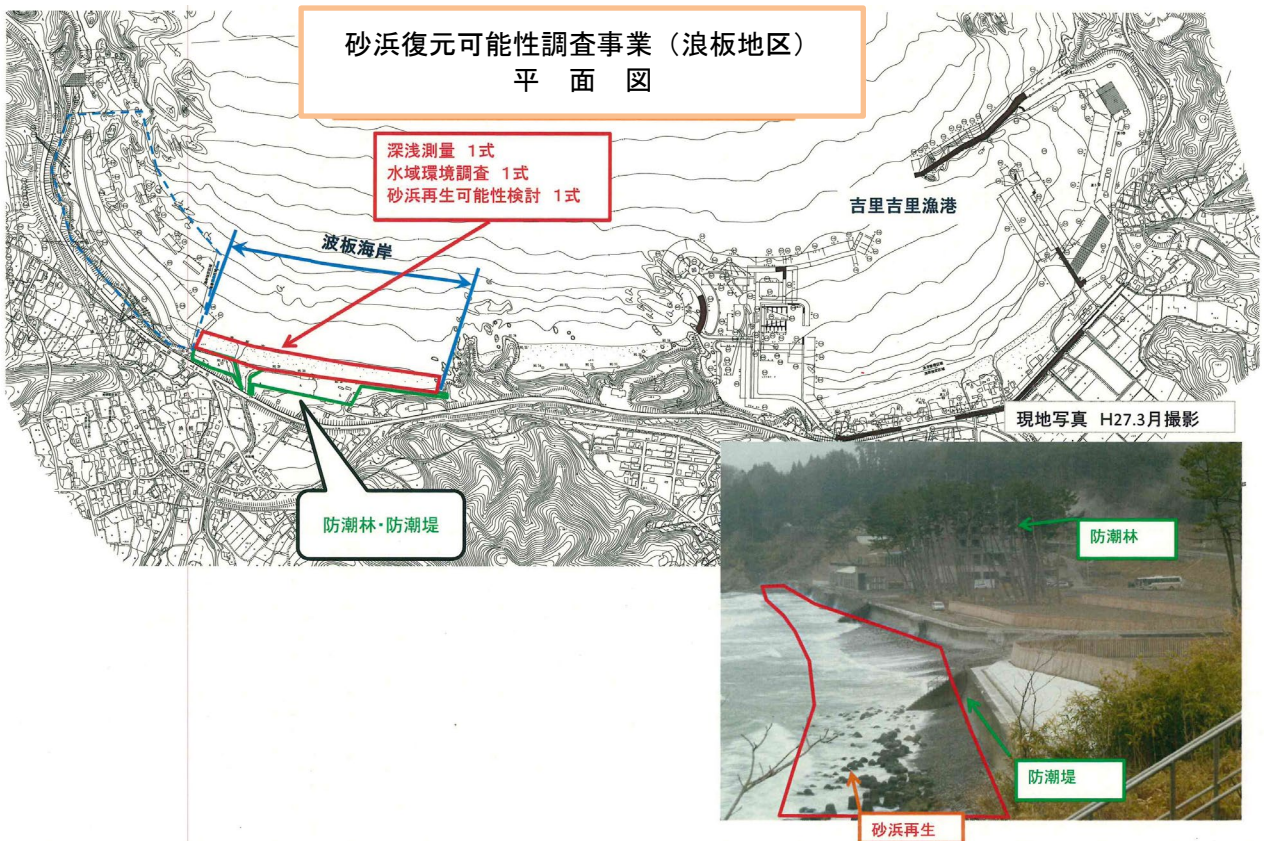 砂浜復元可能性調査事業（浪板地区）
平 面 図
深浅測量 1式
水域環境調査 1式
砂浜再生可能性検討 1式
波板海岸
吉里吉里漁港
防潮林・防潮堤
現地写真 H27.3月撮影
防潮林
防潮堤
砂浜再生